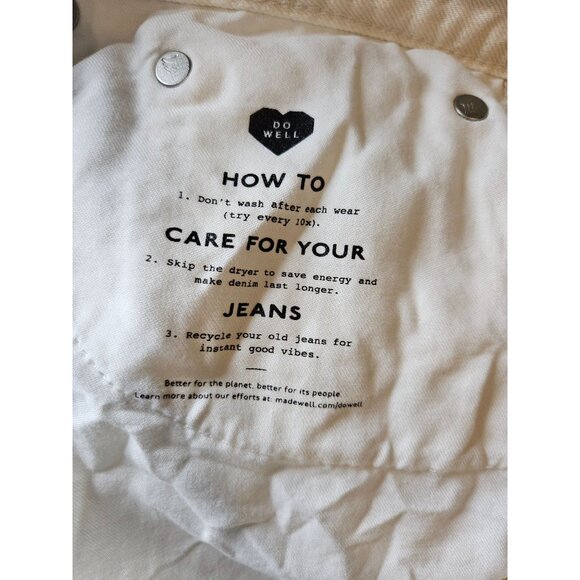 DO
WELL
HOW TO
1. Don't wash after each wear
(try every 10x).
CARE FOR YOUR
2. Skip the dryer to save energy and
make denim last longer.
JEANS
3. Recycle your old jeans for
instant good vibes.
Better for the planet, better for its people.
Learn more about our efforts at: madewell.com/dowell